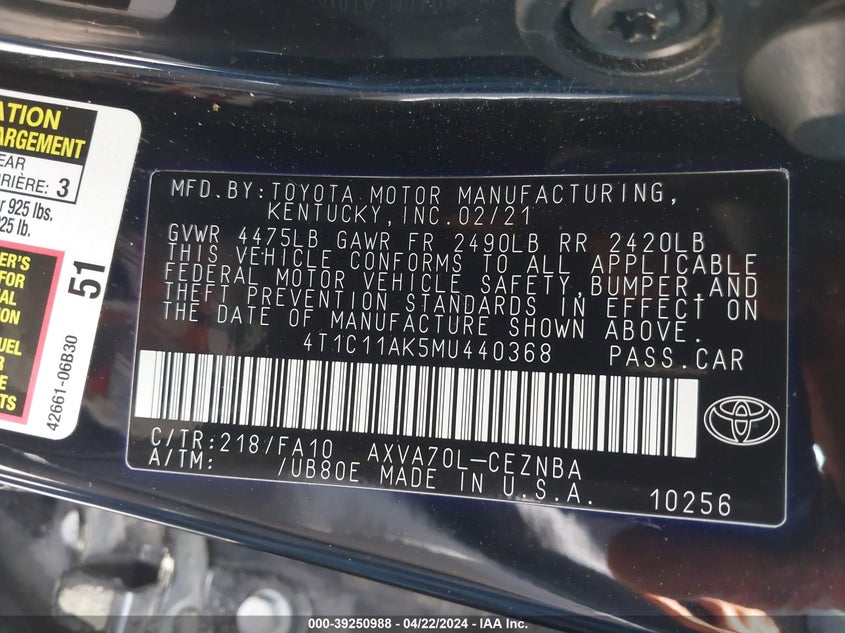 ATION
ARGEMENT
EAR
RRIÈRE: 3
925 lbs.
25 lb.
ER'S
FOR
AL
ION
UEL
E
TS
51
42661-06B30
MFD.BY:TOYOTA MOTOR MANUFACTURING,
KENTUCKY,INC.02/21
GVWR 4475LB GAWR FR 2490LB RR 2420LB
THIS VEHICLE CONFORMS TO ALL APPLICABLE
FEDERAL MOTOR VEHICLE SAFETY,BUMPER,AND
THEFT PREVENTION STANDARDS IN EFFECT ON
THE DATE OF MANUFACTURE SHOWN ABOVE.
4T1C11AK5MU440368 PASS.CAR
C/TR:218/FA10 AXVA70L-CEZNBA
A/TM: /UB80E MADE IN U.S.A.
10256
000-39250988 - 04/22/2024 - IAA Inc.